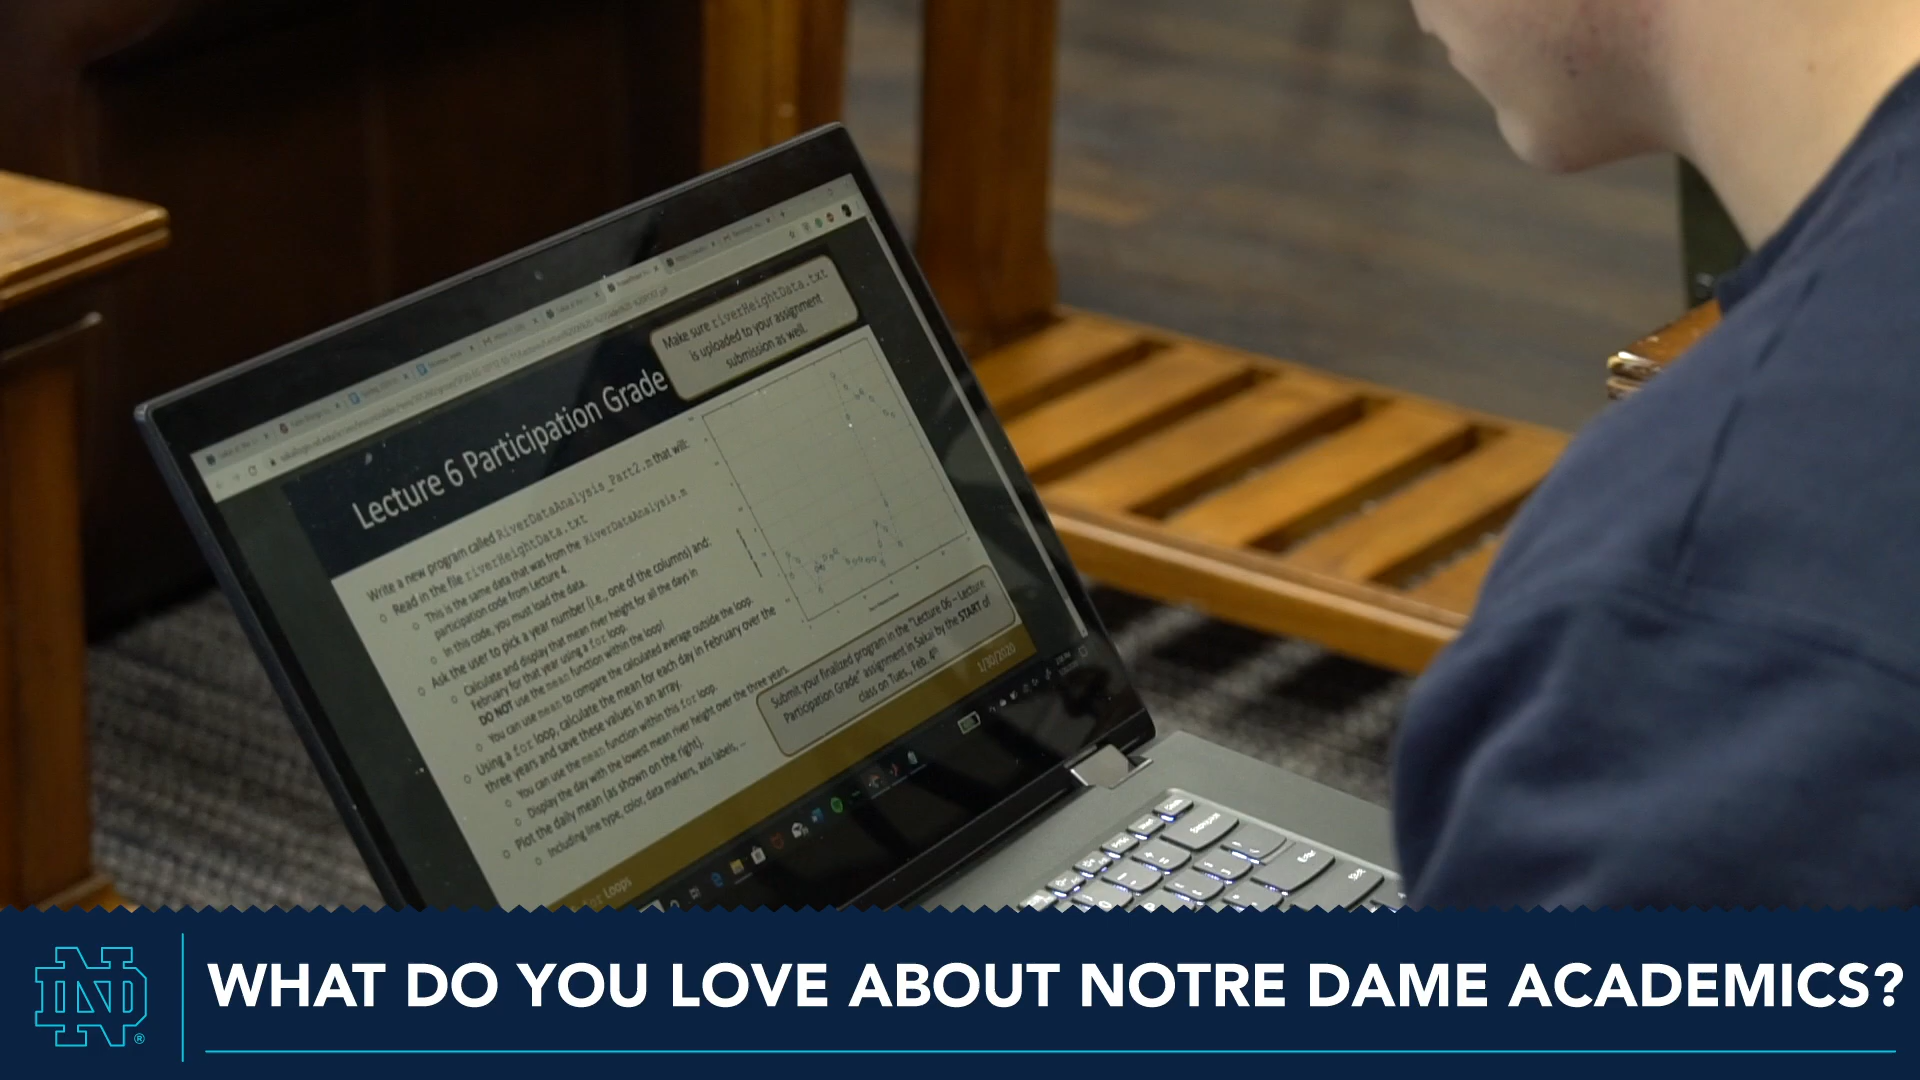 Make sure riverHeightData.txt
is uploaded to your assignment
submission as well.
Lecture 6 Participation Grade
Write a new program called RiverDataAnalysis_Part2.m that will:
Read in the file riverHeightData.txt
This is the same data that was from the RiverDataAnalysis.m
participation code from Lecture 4.
In this code, you must load the data.
Ask the user to pick a year number (i.e., one of the columns) and:
Calculate and display that mean river height for all the days in
February for that year using a for loop.
DO NOT use the mean function within the loop!
You can use mean to compare the calculated average outside the loop.
Using a for loop, calculate the mean for each day in February over the
three years and save these values in an array.
You can use the mean function within this for loop.
Display the day with the lowest mean river height over the three years.
Plot the daily mean (as shown on the right).
Including line type, color, data markers, axis labels, ...
Submit your finalized program in the "Lecture 06 – Lecture
Participation Grade" assignment in Sakai by the START of
class on Tues., Feb. 4th
1/30/2020
for Loops
Backspace
Enter
ND
®
WHAT DO YOU LOVE ABOUT NOTRE DAME ACADEMICS?